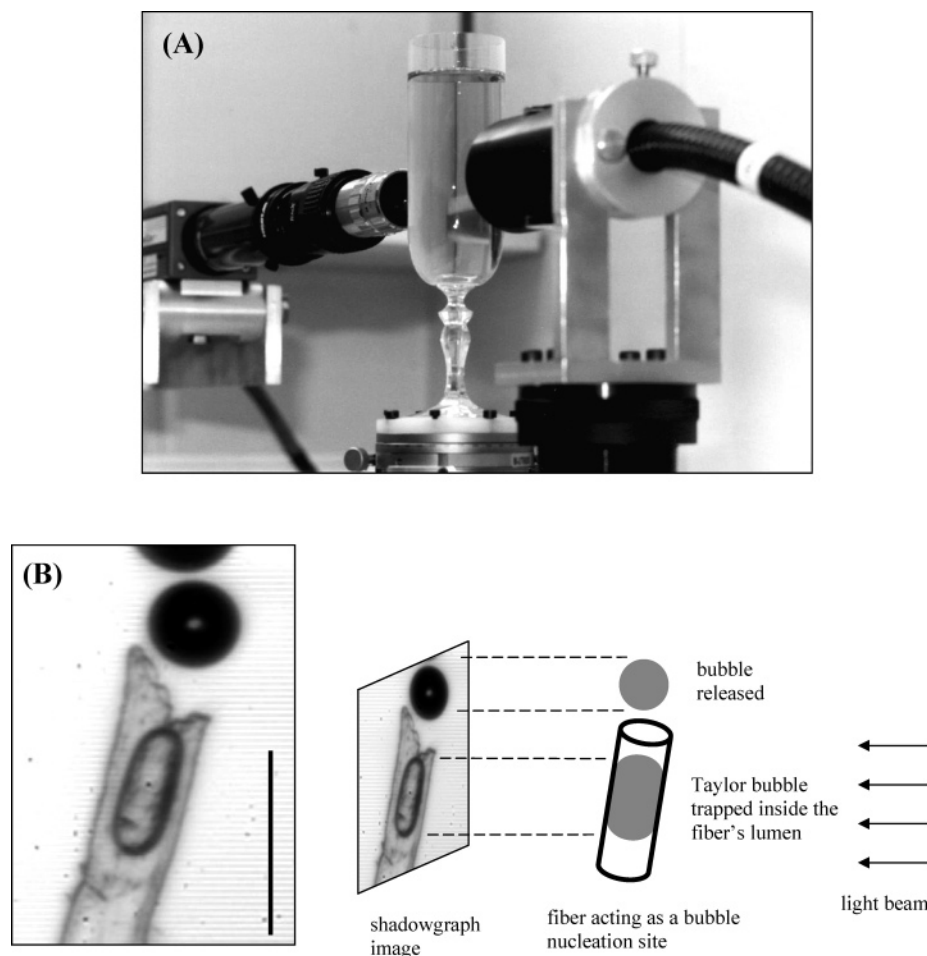 (A)
(B)
bubble
released
Taylor bubble
trapped inside the
fiber's lumen
light beam
shadowgraph
image
fiber acting as a bubble
nucleation site